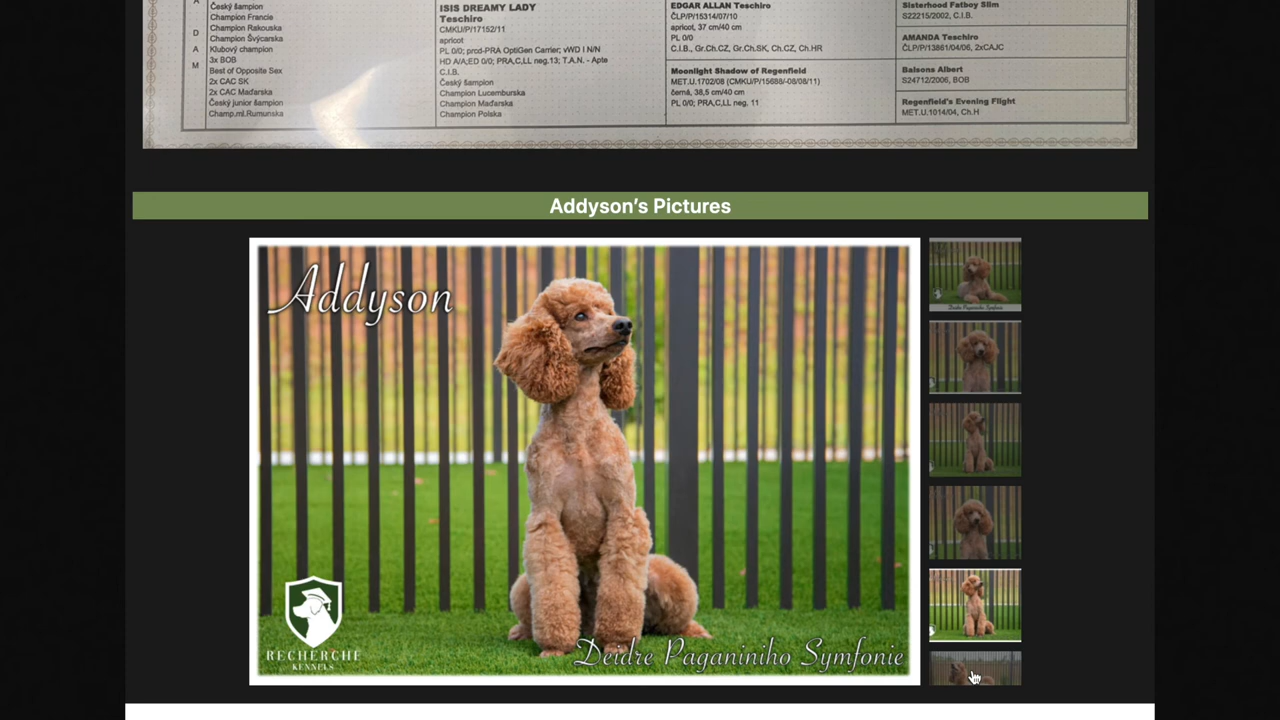 A
D
A
M
Český šampion
Champion Francie
Champion Rakouska
Champion Švýcarska
Klubový champion
3x BOB
Best of Opposite Sex
2x CAC SK
2x CAC Maďarska
Český junior šampion
Champ.ml.Rumunska
ISIS DREAMY LADY
Teschiro
CMKU/P/17152/11
apricot
PL 0/0; prcd-PRA OptiGen Carrier; vWD I N/N
HD A/A;ED 0/0; PRA,C,LL neg.13; T.A.N. - Apte
C.I.B.
Český šampion
Champion Lucemburska
Champion Maďarska
Champion Polska
EDGAR ALLAN Teschiro
ČLP/P/15314/07/10
apricot, 37 cm/40 cm
PL 0/0
C.I.B., Gr.Ch.CZ, Gr.Ch.SK, Ch.CZ, Ch.HR
Moonlight Shadow of Regenfield
MET.U.1702/08 (CMKU/P/15688/-08/08/11)
černá, 38,5 cm/40 cm
PL 0/0; PRA,C,LL neg. 11
Sisterhood Fatboy Slim
S22215/2002, C.I.B.
AMANDA Teschiro
ČLP/P/13861/04/06, 2xCAJC
Balsons Albert
S24712/2006, BOB
Regenfield's Evening Flight
MET.U.1014/04, Ch.H
Addyson's Pictures
Addyson
RECHERCHE
KENNELS
Deidre Paganiniho Symfonie
Deidre Paganiniho Symfonie